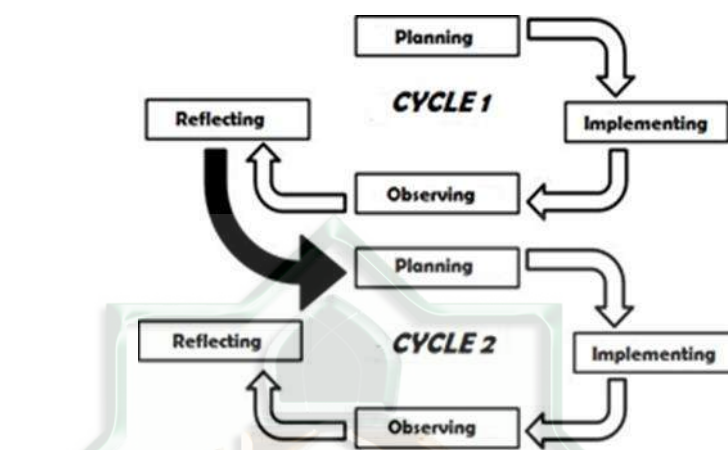 Planning
CYCLE 1
Reflecting
Implementing
Observing
Planning
Reflecting
CYCLE 2
Implementing
Observing